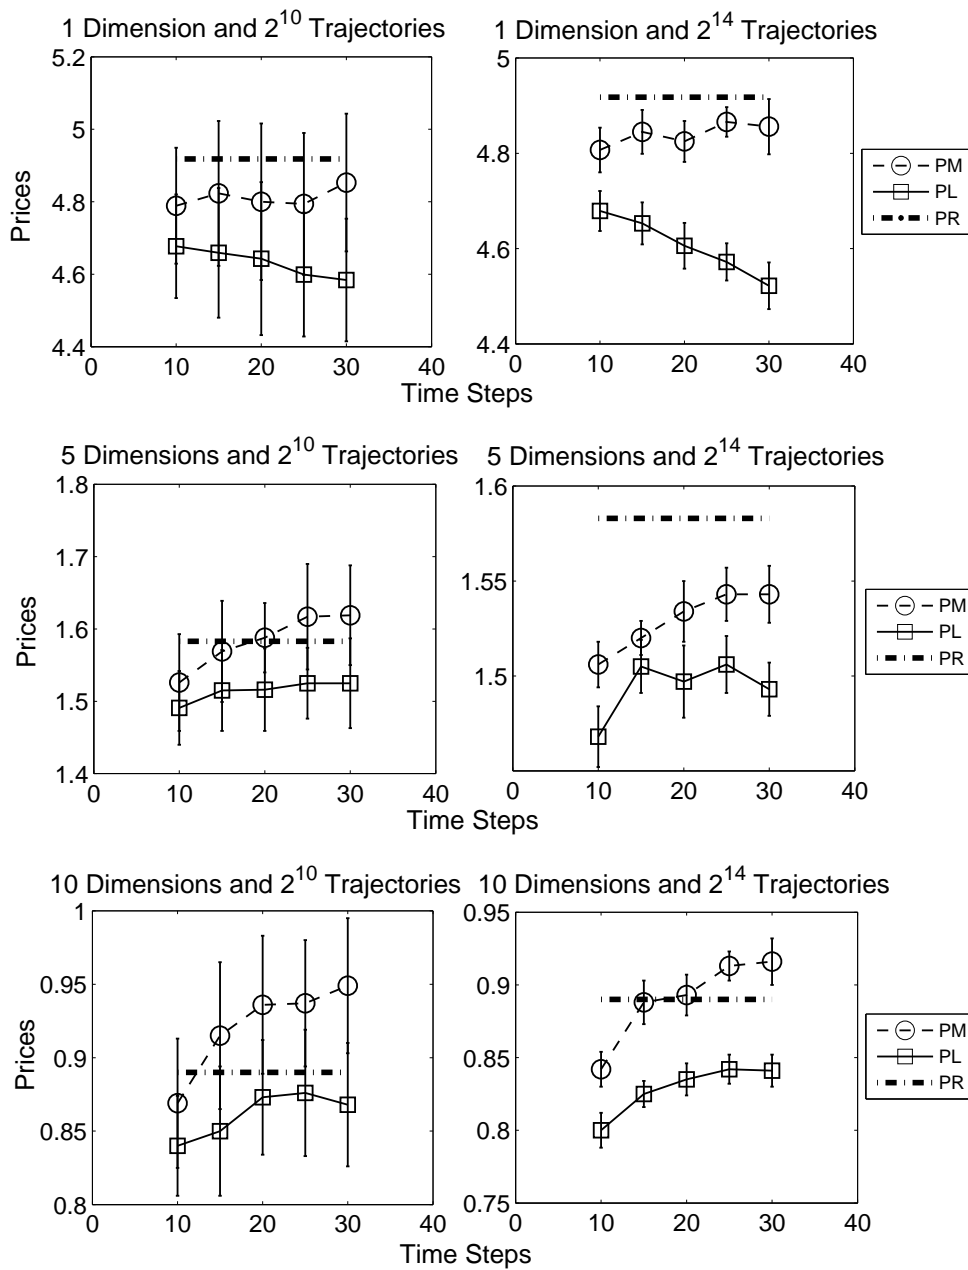 1 Dimension and 2^10 Trajectories
1 Dimension and 2^14 Trajectories
5.2
5
4.8
4.6
4.4
Prices
0 10 20 30 40
5
4.8
4.6
4.4
0 10 20 30 40
PM
PL
PR
Time Steps
5 Dimensions and 2^10 Trajectories
5 Dimensions and 2^14 Trajectories
1.8
1.7
1.6
1.5
1.4
Prices
0 10 20 30 40
1.6
1.55
1.5
0 10 20 30 40
PM
PL
PR
Time Steps
10 Dimensions and 2^10 Trajectories
10 Dimensions and 2^14 Trajectories
1
0.95
0.9
0.85
0.8
Prices
0 10 20 30 40
0.95
0.9
0.85
0.8
0.75
0 10 20 30 40
PM
PL
PR
Time Steps